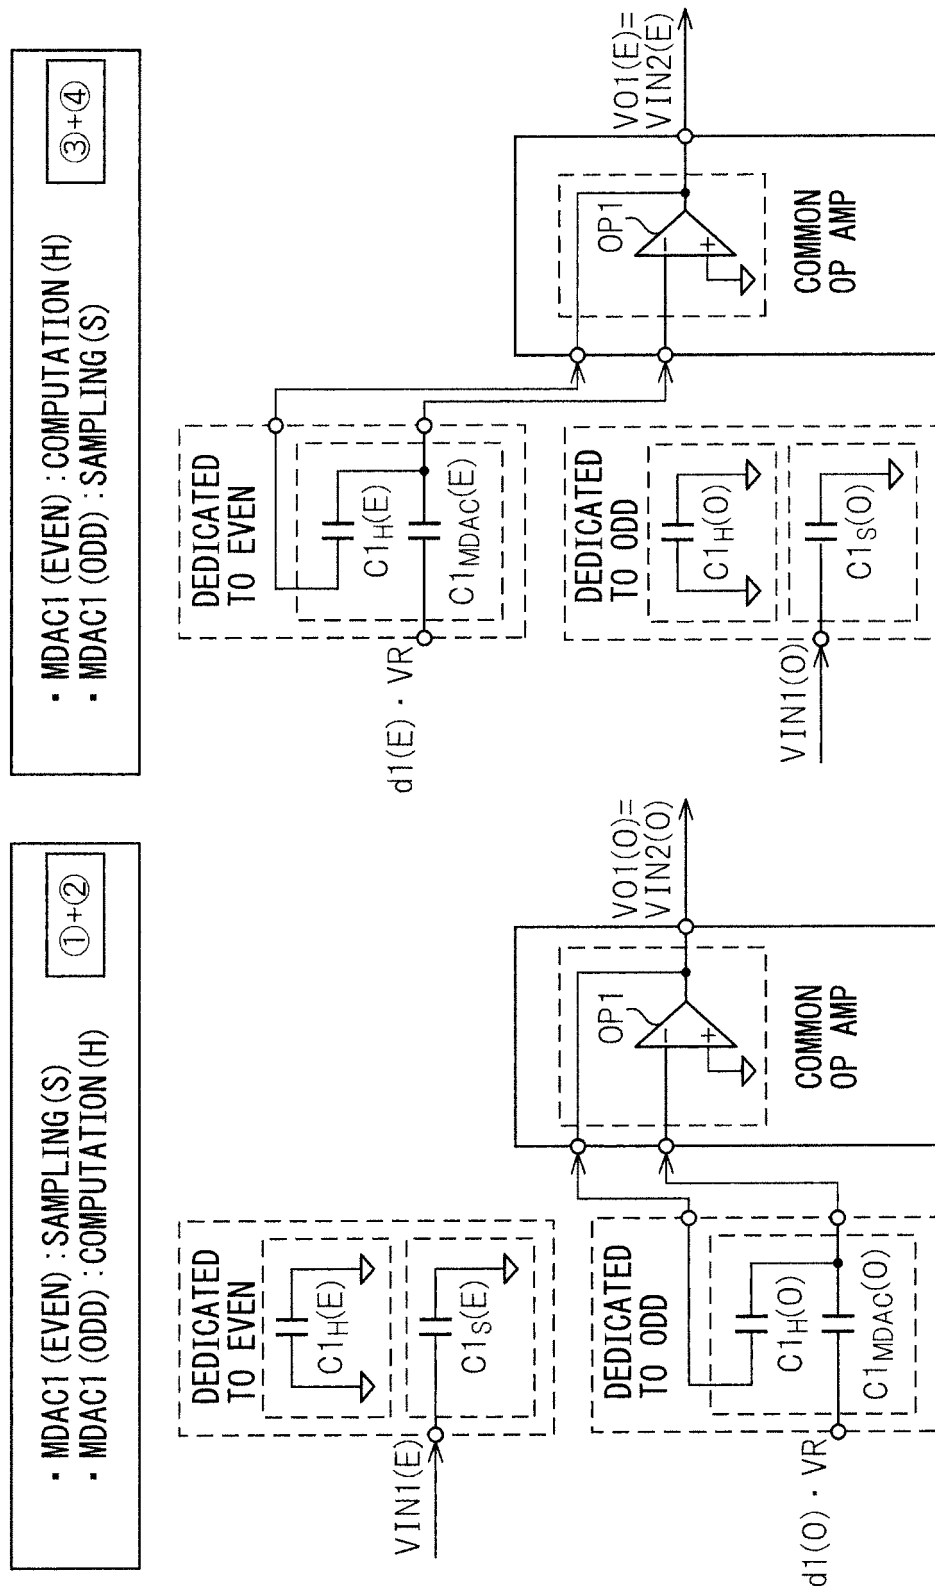 · MDAC1(EVEN):SAMPLING(S)
· MDAC1(ODD):COMPUTATION(H)
①+②
DEDICATED
TO EVEN
C1H(E)
C1S(E)
VIN1(E)
DEDICATED
TO ODD
C1H(O)
C1MDAC(O)
d1(O) · VR
OP1
−
+
COMMON
OP AMP
VO1(O)=
VIN2(O)
· MDAC1(EVEN):COMPUTATION(H)
· MDAC1(ODD):SAMPLING(S)
③+④
DEDICATED
TO EVEN
C1H(E)
C1MDAC(E)
d1(E) · VR
DEDICATED
TO ODD
C1H(O)
C1S(O)
VIN1(O)
OP1
−
+
COMMON
OP AMP
VO1(E)=
VIN2(E)